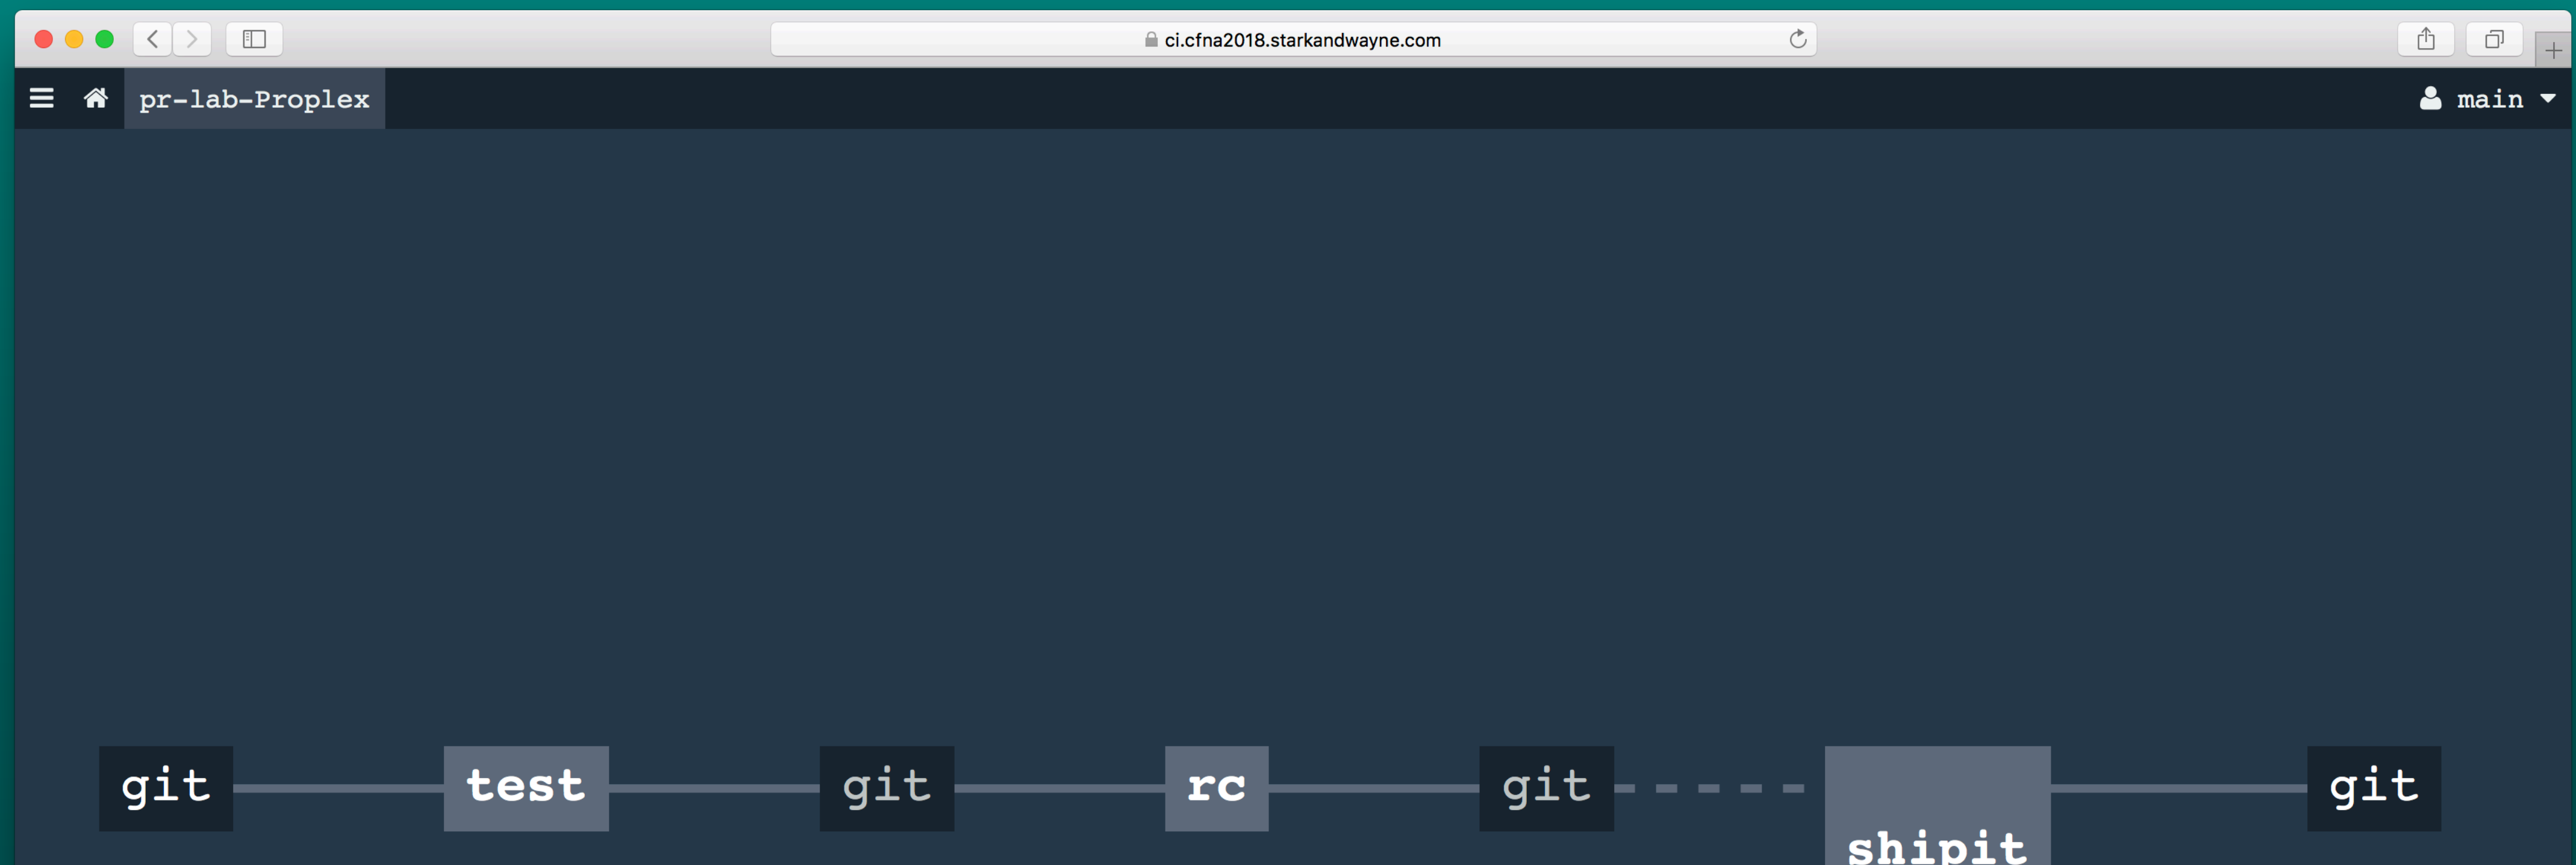 ci.cfna2018.starkandwayne.com
pr-lab-Proplex main
git test git rc git git
shipit